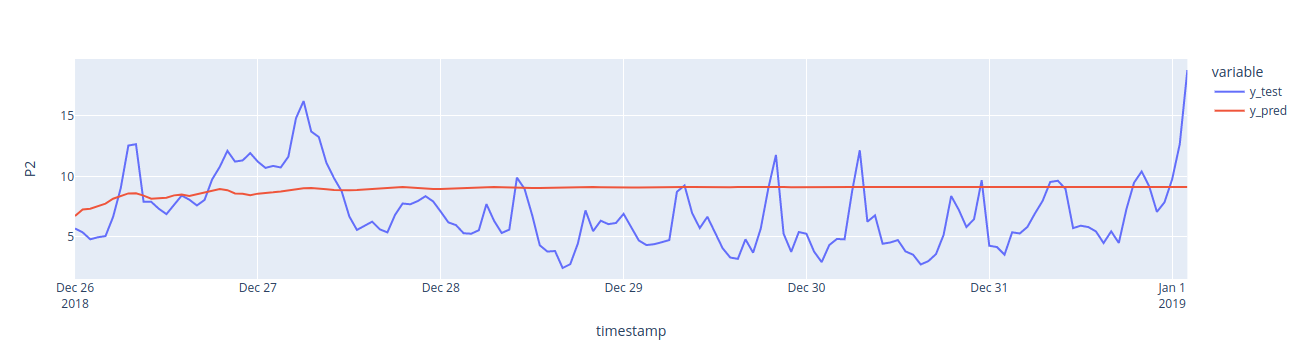 variable
y_test
y_pred
P2
15
10
5
Dec 26
2018
Dec 27
Dec 28
Dec 29
Dec 30
Dec 31
Jan 1
2019
timestamp